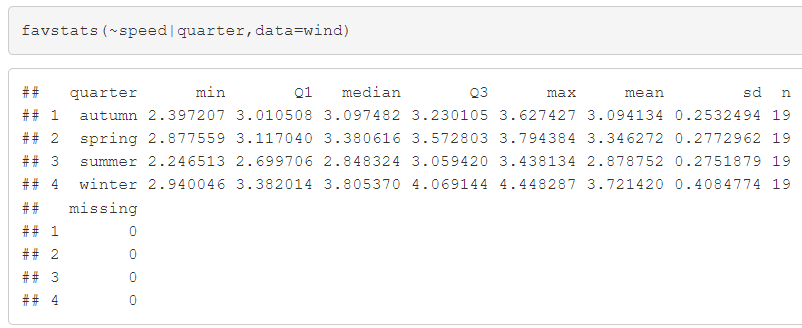 favstats(~speed|quarter,data=wind)
##   quarter      min       Q1   median       Q3      max     mean        sd  n
## 1  autumn 2.397207 3.010508 3.097482 3.230105 3.627427 3.094134 0.2532494 19
## 2  spring 2.877559 3.117040 3.380616 3.572803 3.794384 3.346272 0.2772962 19
## 3  summer 2.246513 2.699706 2.848324 3.059420 3.438134 2.878752 0.2751879 19
## 4  winter 2.940046 3.382014 3.805370 4.069144 4.448287 3.721420 0.4084774 19
##   missing
## 1       0
## 2       0
## 3       0
## 4       0